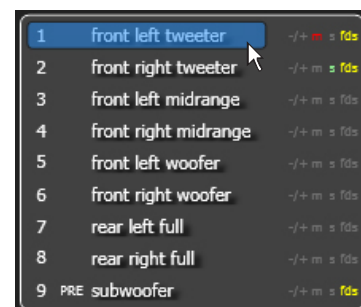 1 front left tweeter -/+ m s fds
2 front right tweeter -/+ m s fds
3 front left midrange -/+ m s fds
4 front right midrange -/+ m s fds
5 front left woofer -/+ m s fds
6 front right woofer -/+ m s fds
7 rear left full -/+ m s fds
8 rear right full -/+ m s fds
9 PRE subwoofer -/+ m s fds